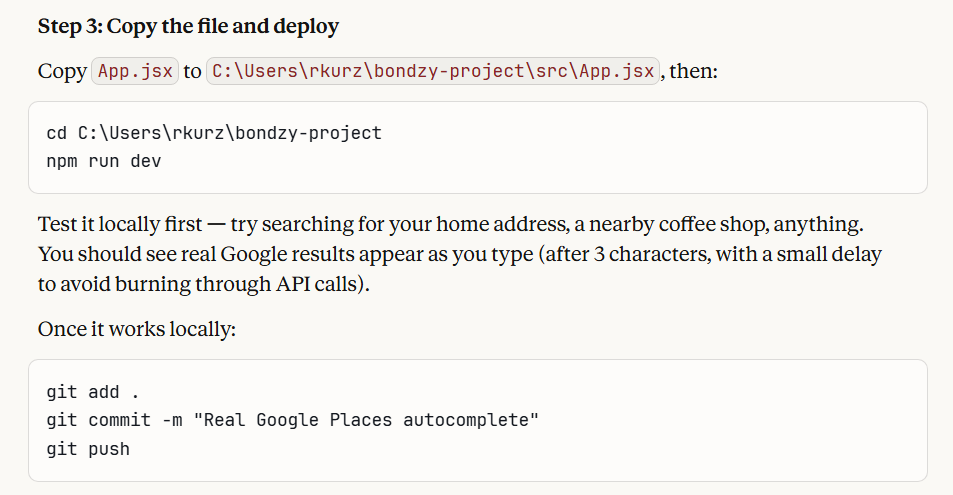 Step 3: Copy the file and deploy
Copy App.jsx to C:\Users\rkurz\bondzy-project\src\App.jsx, then:
cd C:\Users\rkurz\bondzy-project
npm run dev
Test it locally first — try searching for your home address, a nearby coffee shop, anything.
You should see real Google results appear as you type (after 3 characters, with a small delay
to avoid burning through API calls).
Once it works locally:
git add .
git commit -m "Real Google Places autocomplete"
git push